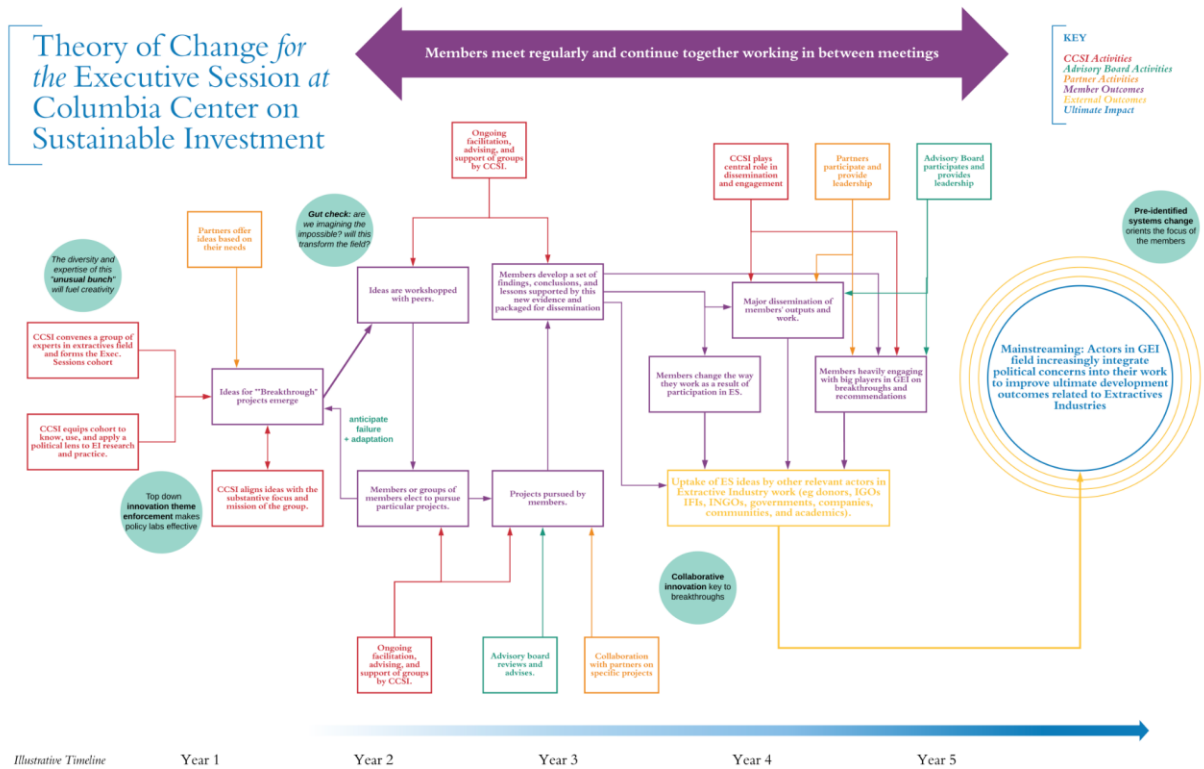 Theory of Change for
the Executive Session at
Columbia Center on
Sustainable Investment
Members meet regularly and continue together working in between meetings
KEY
CCSI Activities
Advisory Board Activities
Partner Activities
Member Outcomes
External Outcomes
Ultimate Impact
Ongoing
facilitation,
advising, and
support of groups
by CCSI.
CCSI plays
central role in
dissemination
and engagement
Partners
participate and
provide
leadership
Advisory Board
participates and
provides
leadership
Partners offer
ideas based on
their needs
Gut check: are
we imagining the
impossible? will this
transform the field?
Pre-identified
systems change
orients the focus of
the members
The diversity and
expertise of this
"unusual bunch"
will fuel creativity
Ideas are workshopped
with peers.
Members develop a set of
findings, conclusions, and
lessons supported by this
new evidence and
packaged for dissemination
Major dissemination of
members' outputs and
work.
CCSI convenes a group of
experts in extractives field
and forms the Exec.
Sessions cohort
Ideas for ""Breakthrough"
projects emerge
Members change the way
they work as a result of
participation in ES.
Members heavily engaging
with big players in GEI on
breakthroughs and
recommendations
Mainstreaming: Actors in GEI
field increasingly integrate
political concerns into their work
to improve ultimate development
outcomes related to Extractives
Industries
CCSI equips cohort to
know, use, and apply a
political lens to EI research
and practice.
anticipate
failure
+ adaptation
Top down
innovation theme
enforcement makes
policy labs effective
CCSI aligns ideas with the
substantive focus and
mission of the group.
Members or groups of
members elect to pursue
particular projects.
Projects pursued by
members.
Uptake of ES ideas by other relevant actors in
Extractive Industry work (eg donors, IGOs
IFIs, INGOs, governments, companies,
communities, and academics).
Collaborative
innovation key to
breakthroughs
Ongoing
facilitation,
advising, and
support of groups
by CCSI.
Advisory board
reviews and
advises.
Collaboration
with partners on
specific projects
Illustrative Timeline
Year 1
Year 2
Year 3
Year 4
Year 5